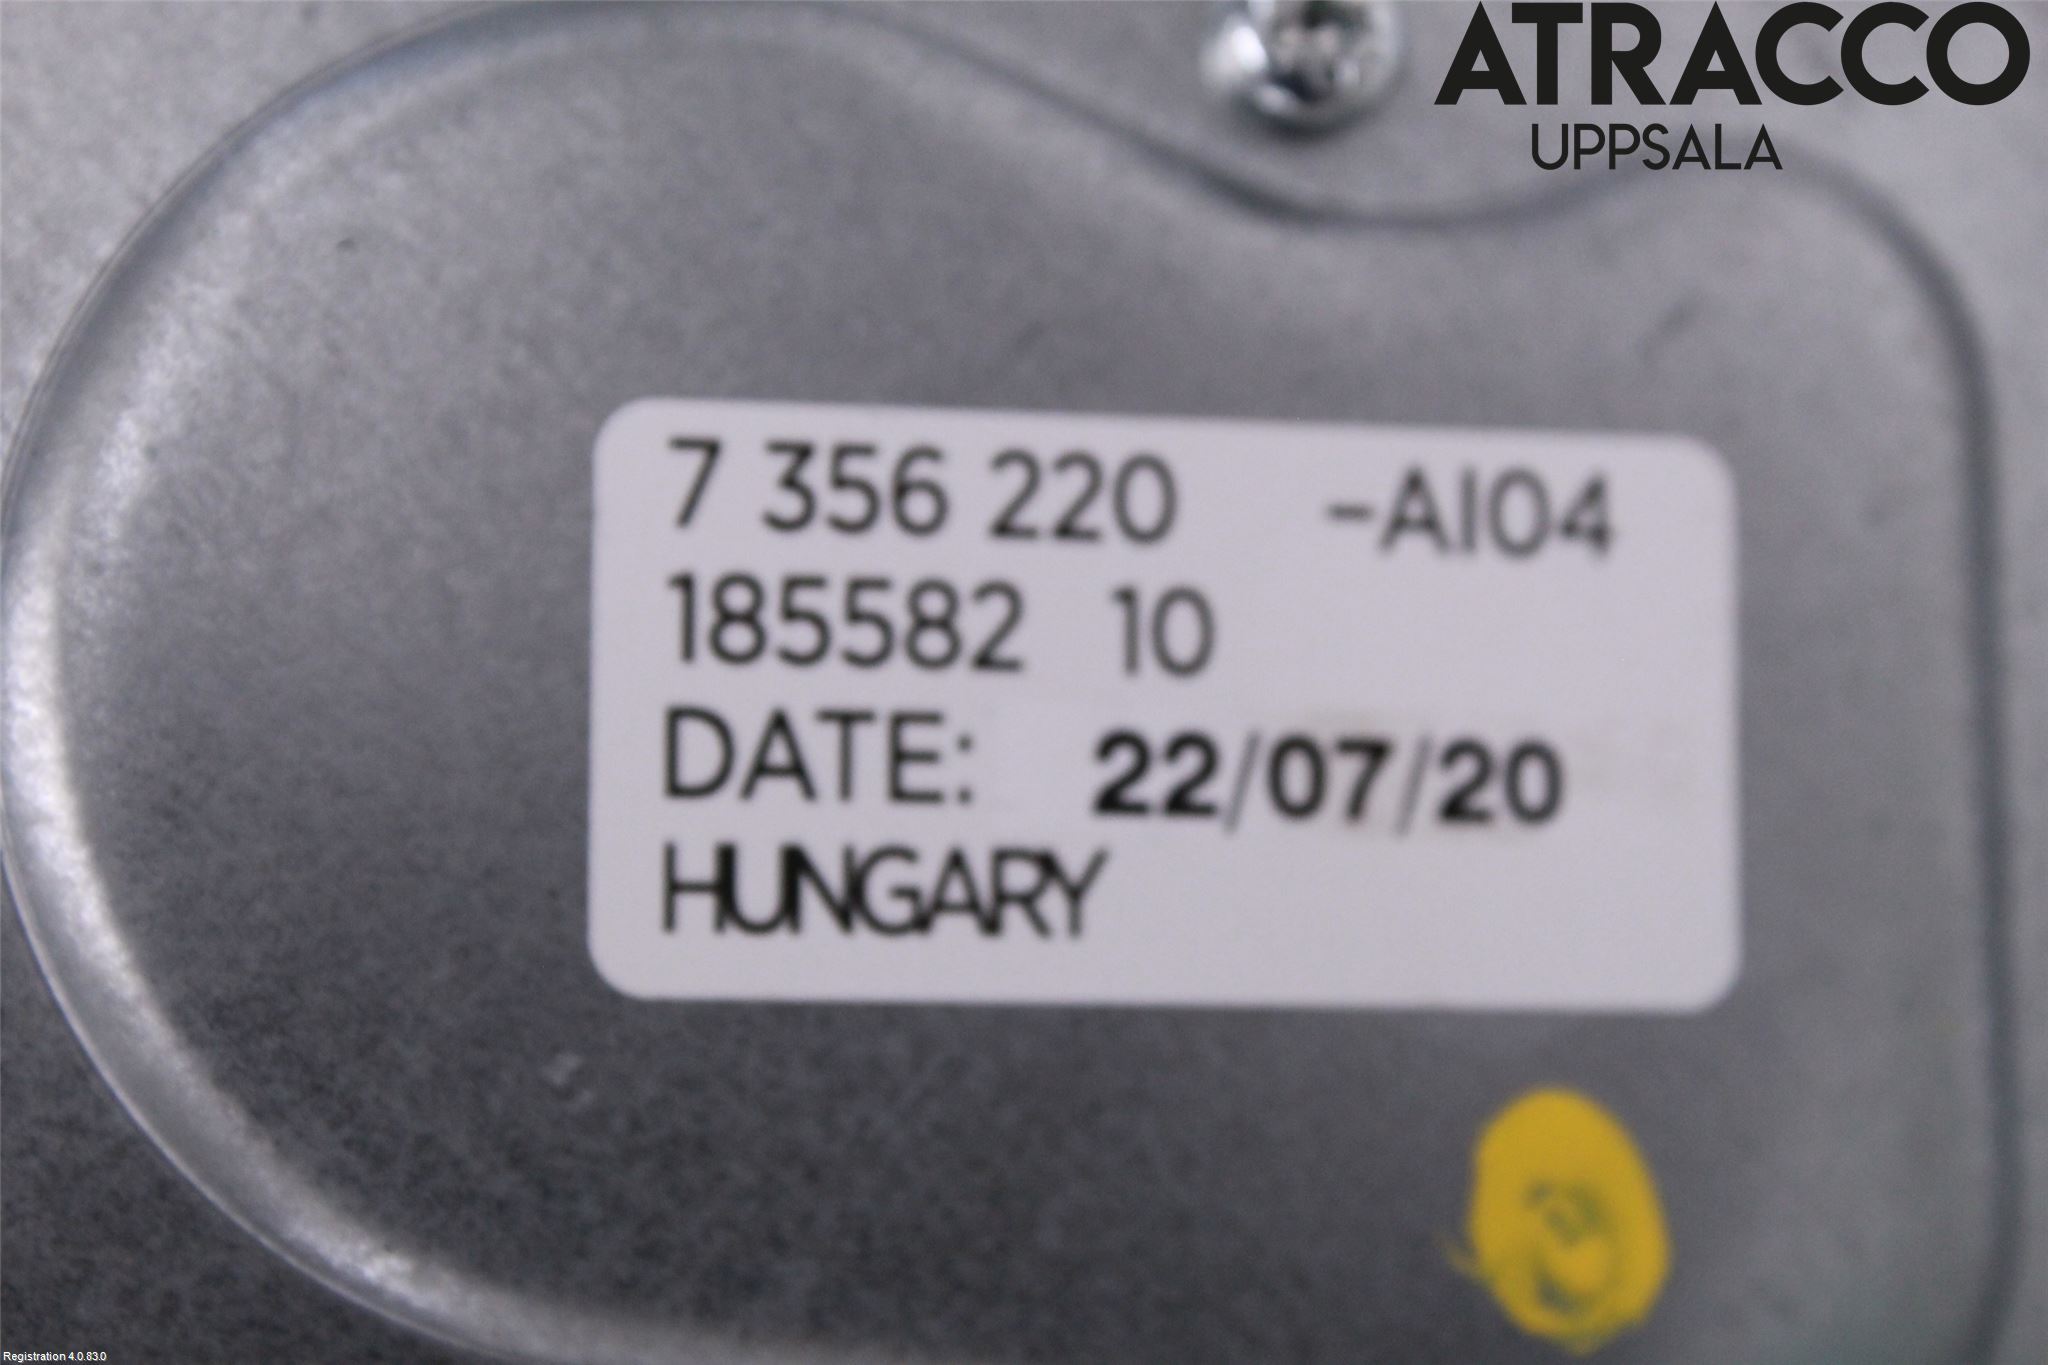 ATRACCO
UPPSALA
7 356 220 -AI04
185582 10
DATE: 22/07/20
HUNGARY
Registration 4.0.83.0